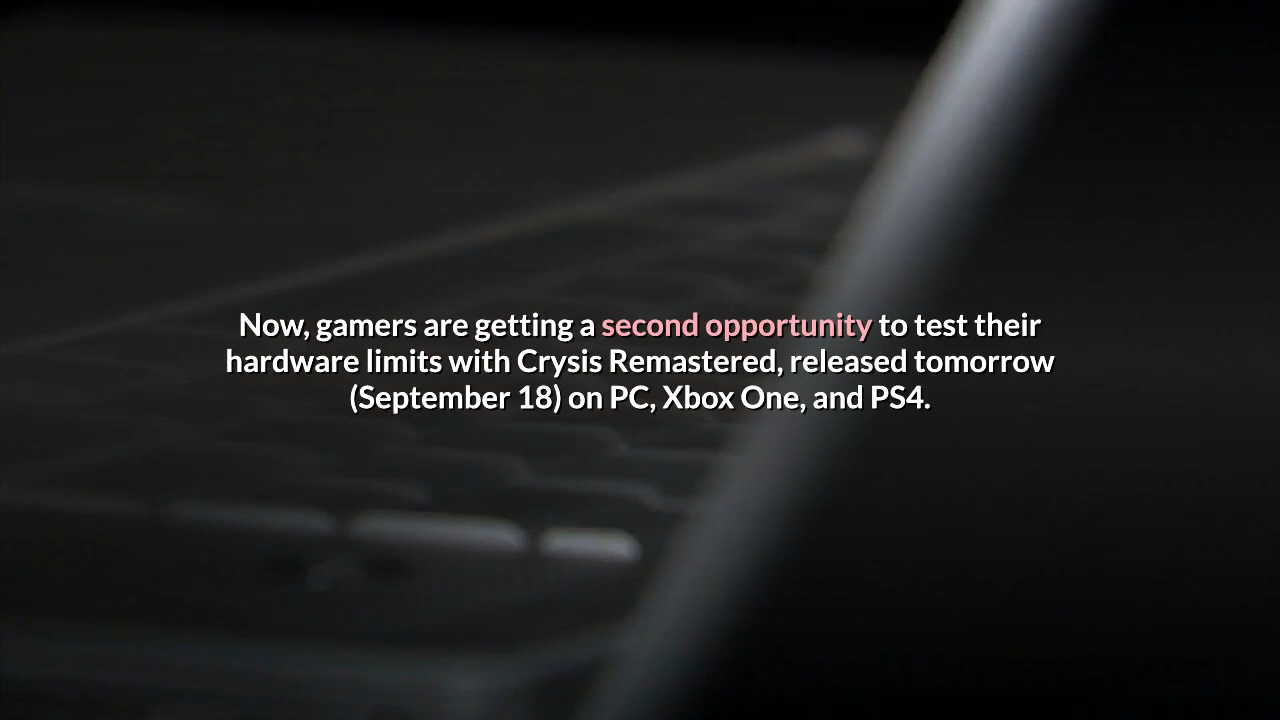 Now, gamers are getting a second opportunity to test their
hardware limits with Crysis Remastered, released tomorrow
(September 18) on PC, Xbox One, and PS4.